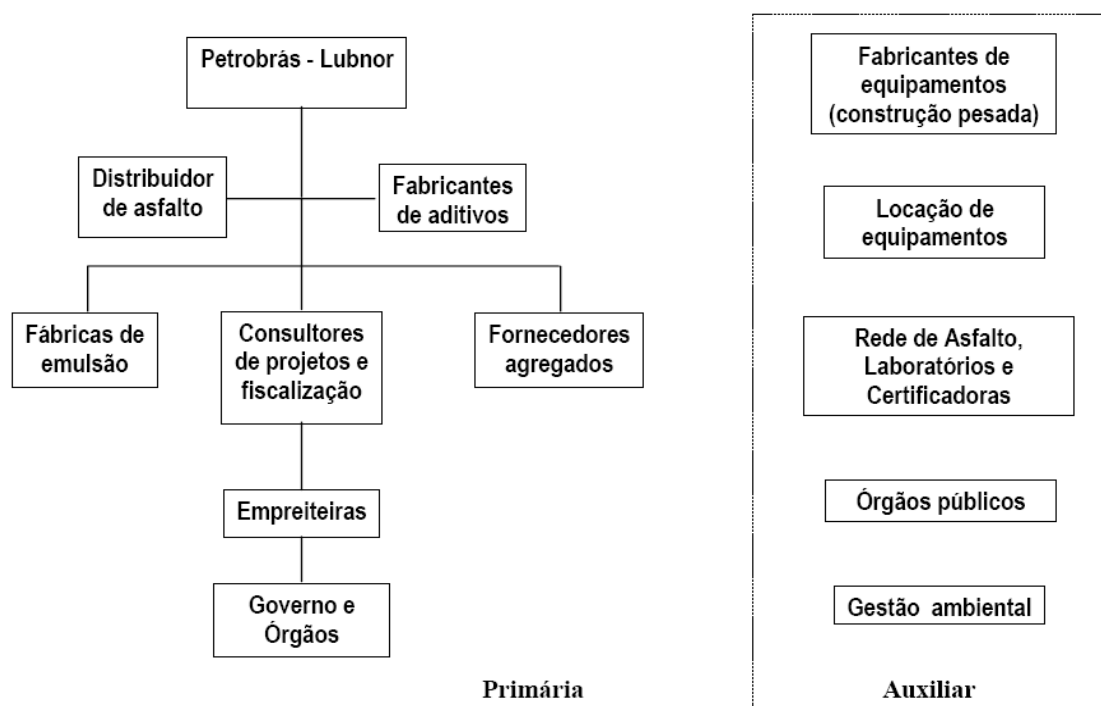 Petrobrás - Lubnor
Distribuidor
de asfalto
Fabricantes
de aditivos
Fábricas de
emulsão
Consultores
de projetos e
fiscalização
Fornecedores
agregados
Empreiteiras
Governo e
Órgãos
Primária
Fabricantes de
equipamentos
(construção pesada)
Locação de
equipamentos
Rede de Asfalto,
Laboratórios e
Certificadoras
Órgãos públicos
Gestão ambiental
Auxiliar